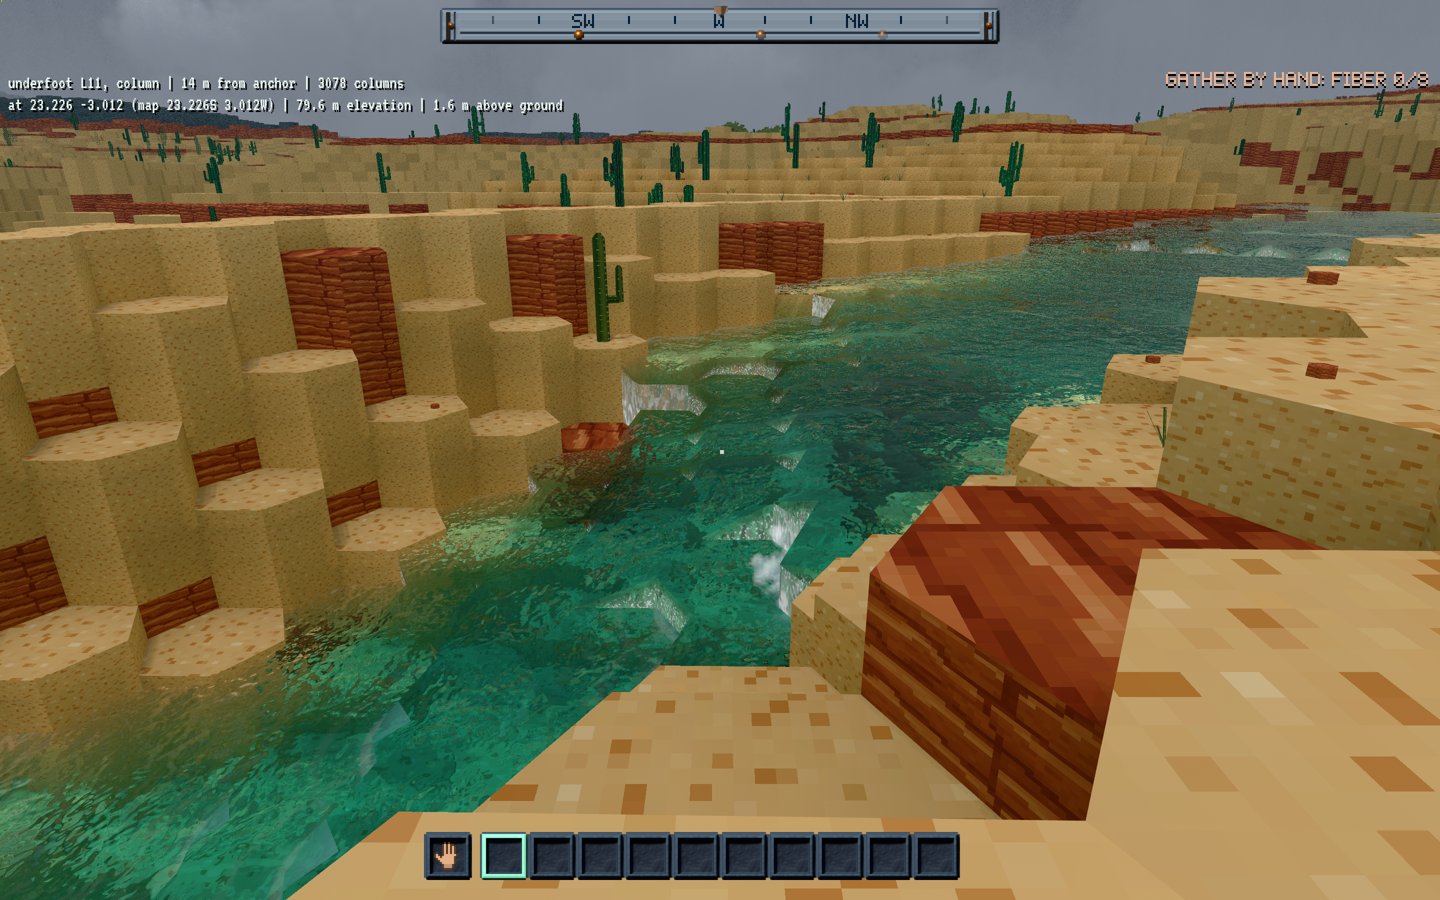 SW W NW
underfoot L11, column | 14 m from anchor | 3078 columns
at 23.226 -3.012 (map 23.226S 3.012W) | 79.6 m elevation | 1.6 m above ground
GATHER BY HAND: FIBER 0/8